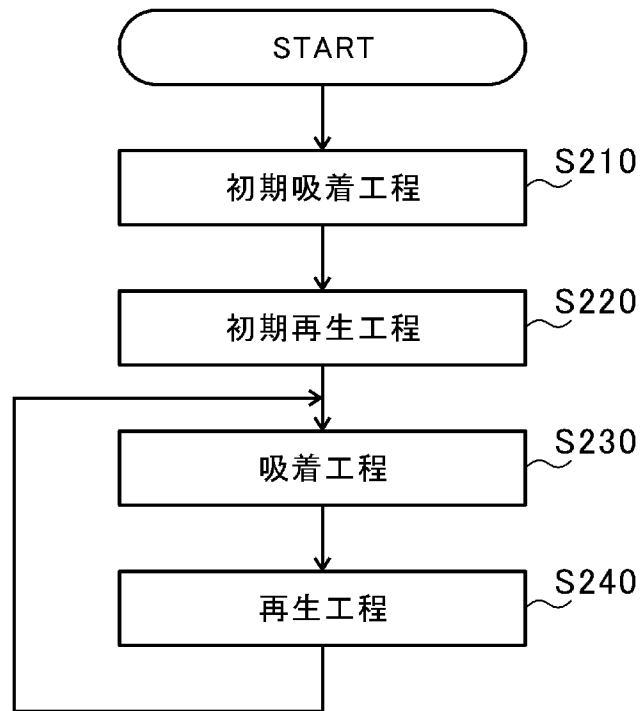 START
初期吸着工程
S210
初期再生工程
S220
吸着工程
S230
再生工程
S240